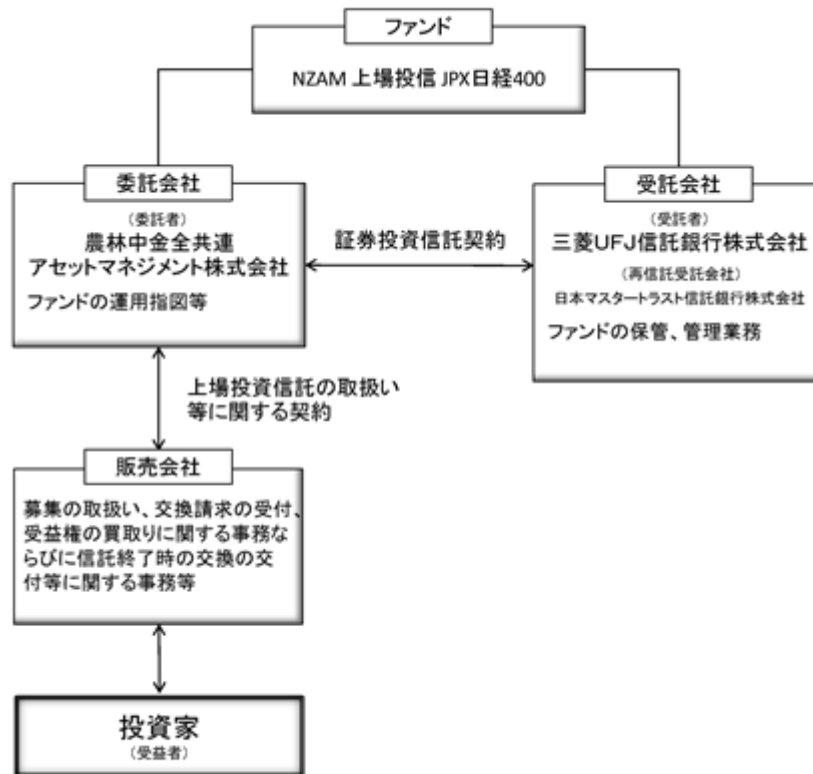 ファンド
NZAM 上場投信 JPX日経400
委託会社
（委託者）
農林中金全共連
アセットマネジメント株式会社
ファンドの運用指図等
証券投資信託契約
受託会社
（受託者）
三菱UFJ信託銀行株式会社
（再信託受託会社）
日本マスタートラスト信託銀行株式会社
ファンドの保管、管理業務
上場投資信託の取扱い
等に関する契約
販売会社
募集の取扱い、交換請求の受付、
受益権の買取りに関する事務な
らびに信託終了時の交換の交
付等に関する事務等
投資家
（受益者）